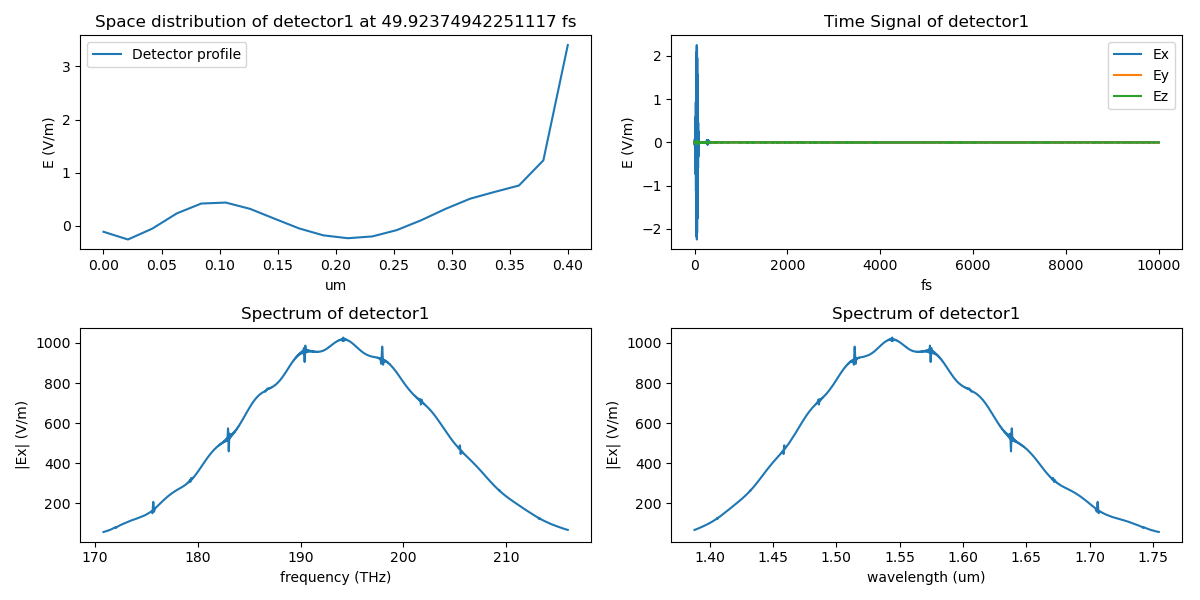 Space distribution of detector1 at 49.92374942251117 fs
Detector profile
E (V/m)
3
2
1
0
0.00 0.05 0.10 0.15 0.20 0.25 0.30 0.35 0.40
um
Time Signal of detector1
Ex
Ey
Ez
E (V/m)
2
1
0
−1
−2
0 2000 4000 6000 8000 10000
fs
Spectrum of detector1
|Ex| (V/m)
1000
800
600
400
200
170 180 190 200 210
frequency (THz)
Spectrum of detector1
|Ex| (V/m)
1000
800
600
400
200
1.40 1.45 1.50 1.55 1.60 1.65 1.70 1.75
wavelength (um)